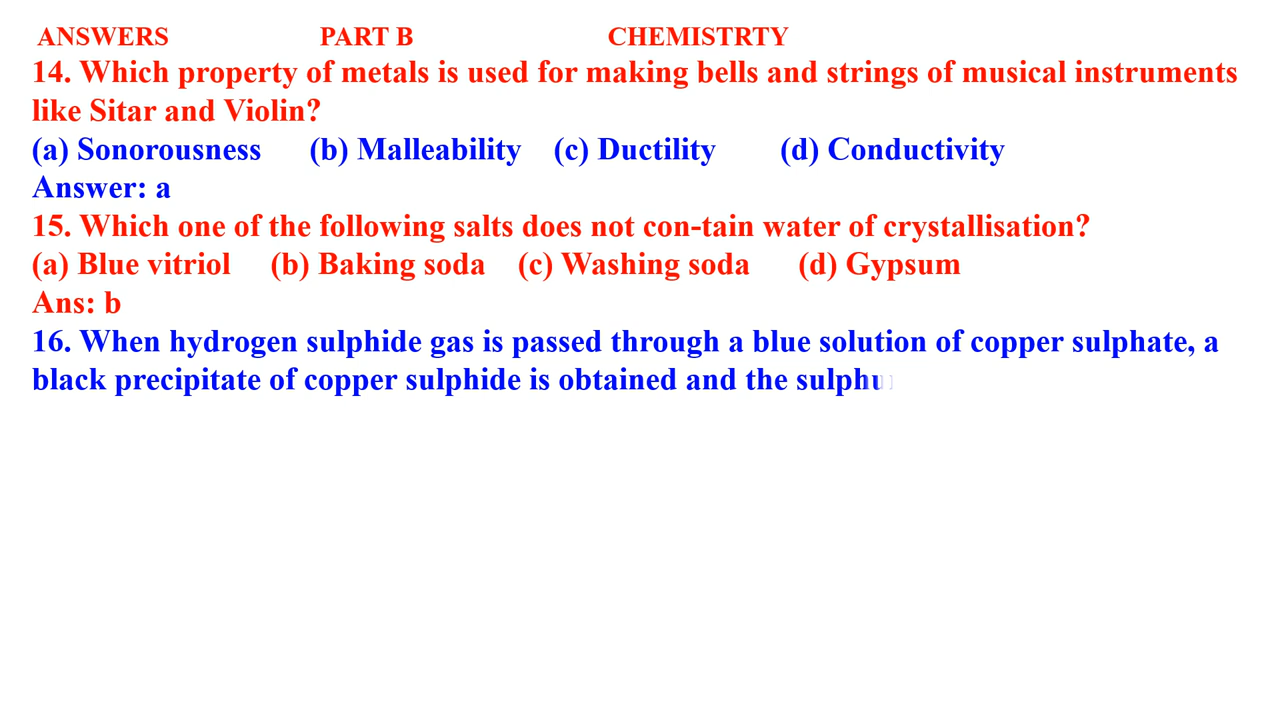 ANSWERS PART B CHEMISTRTY
14. Which property of metals is used for making bells and strings of musical instruments
like Sitar and Violin?
(a) Sonorousness (b) Malleability (c) Ductility (d) Conductivity
Answer: a
15. Which one of the following salts does not con-tain water of crystallisation?
(a) Blue vitriol (b) Baking soda (c) Washing soda (d) Gypsum
Ans: b
16. When hydrogen sulphide gas is passed through a blue solution of copper sulphate, a
black precipitate of copper sulphide is obtained and the